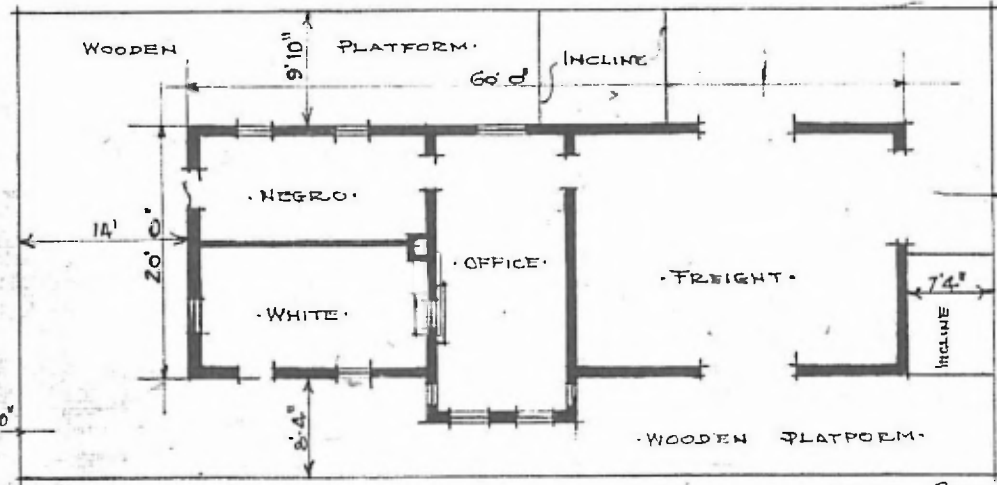 WOODEN PLATFORM.
9'10"
INCLINE
60' 0"
·NEGRO·
14'
20' 0"
·OFFICE·
·FREIGHT·
7'4"
·WHITE·
INCLINE
8'4"
0"
·WOODEN PLATFORM·